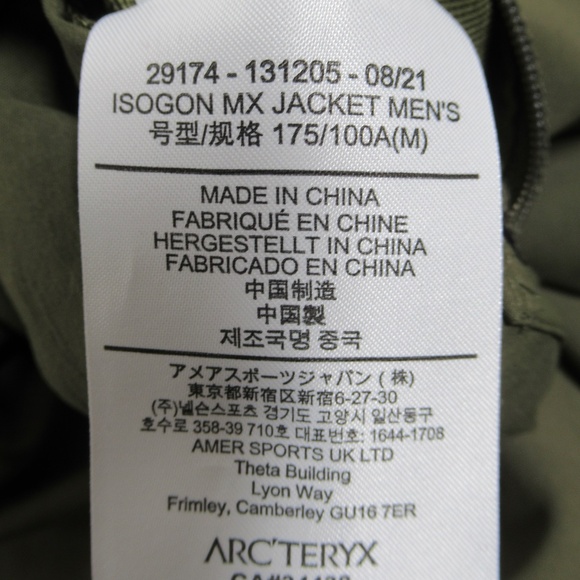 29174 - 131205 - 08/21
ISOGON MX JACKET MEN'S
号型/规格 175/100A(M)
MADE IN CHINA
FABRIQUÉ EN CHINE
HERGESTELLT IN CHINA
FABRICADO EN CHINA
中国制造
中國製
제조국명 중국
アメアスポーツジャパン ( 株)
東京都新宿区新宿6-27-30
(주)넬슨스포츠 경기도 고양시 일산동구
호수로 358-39 710호 대표번호: 1644-1708
AMER SPORTS UK LTD
Theta Building
Lyon Way
Frimley, Camberley GU16 7ER
ARC'TERYX